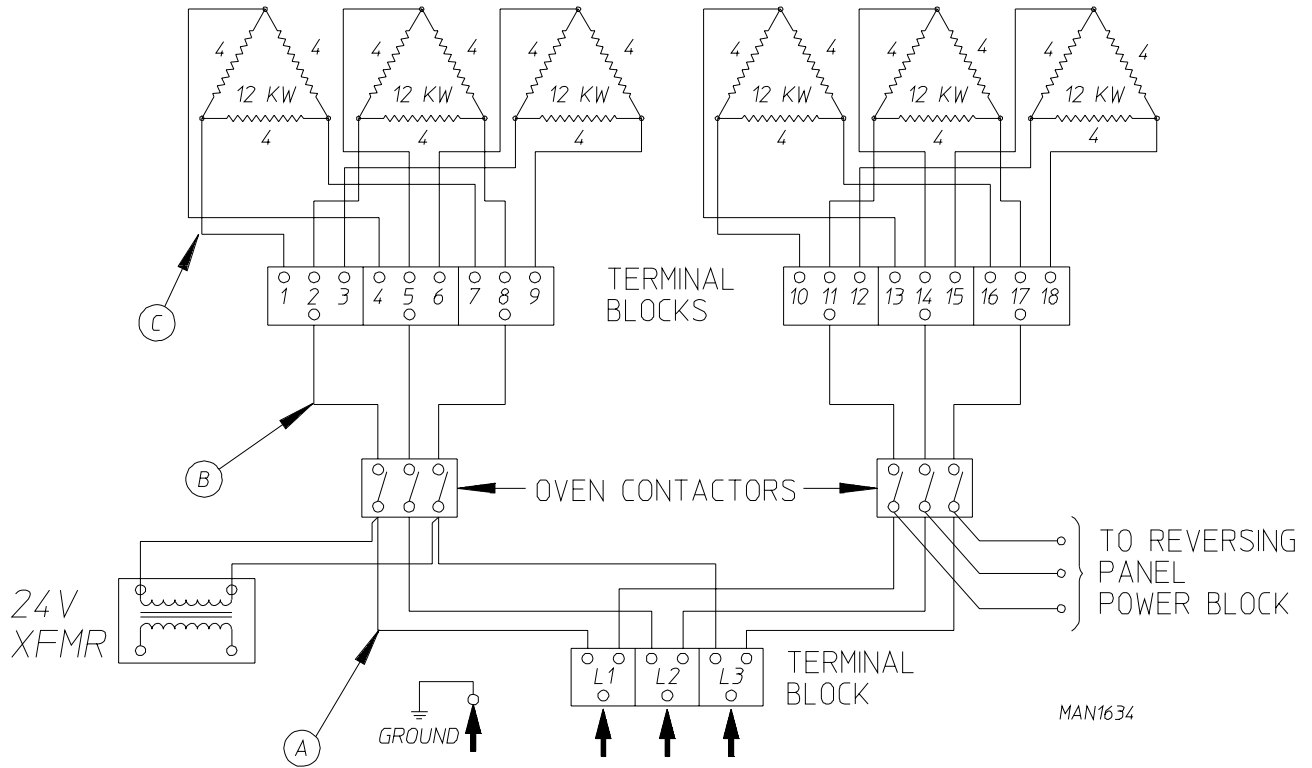 4 4 4 4 4 4 4 4 4 4 4
12 KW 12 KW 12 KW 12 KW 12 KW 12 KW
4 4 4 4 4 4
1 2 3 4 5 6 7 8 9
TERMINAL
BLOCKS
10 11 12 13 14 15 16 17 18
C
B
OVEN CONTACTORS
TO REVERSING
PANEL
POWER BLOCK
24V
XFMR
L1 L2 L3
TERMINAL
BLOCK
GROUND
A
MAN1634